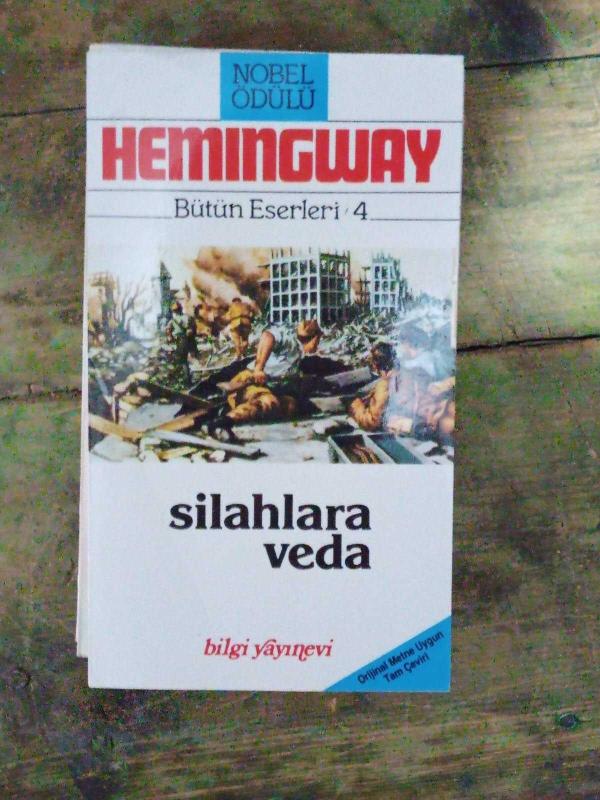 NOBEL
ÖDÜLÜ
HEMINGWAY
Bütün Eserleri / 4
silahlara
veda
bilgi yayınevi
Orijinal Metne Uygun
Tam Çeviri